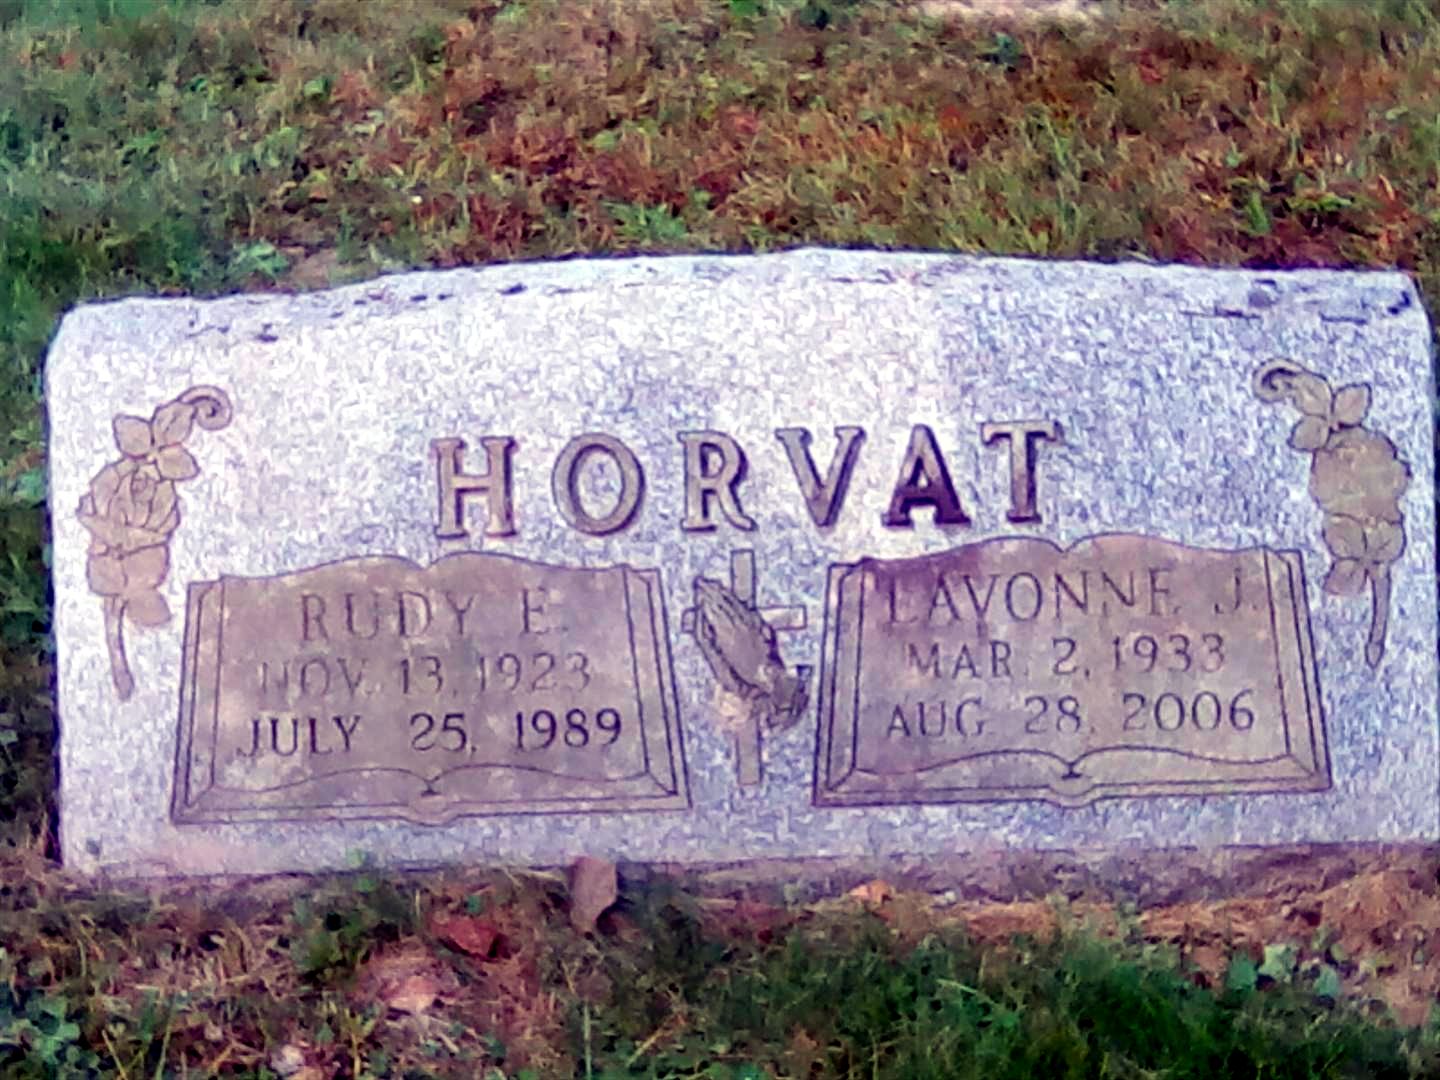 HORVAT
RUDY E.
NOV. 13, 1923
JULY 25, 1989
LAVONNE J.
MAR. 2, 1933
AUG. 28, 2006